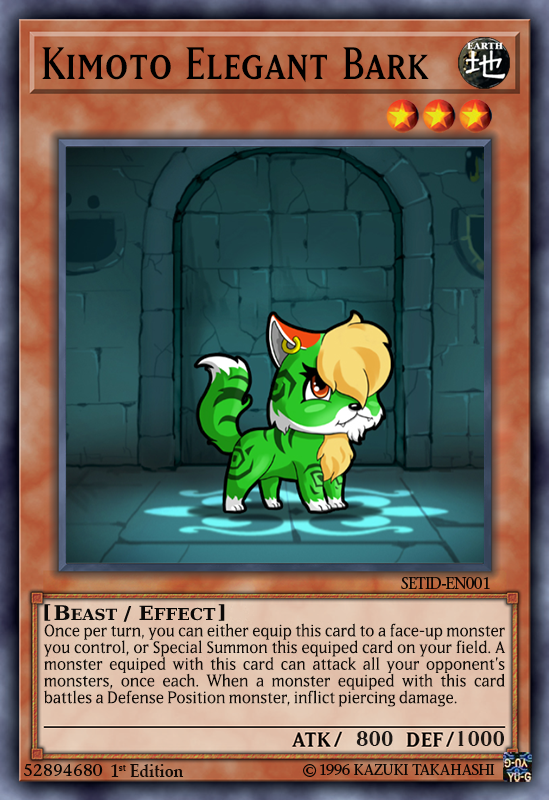 Kimoto Elegant Bark
EARTH
地
SETID-EN001
[Beast / Effect]
Once per turn, you can either equip this card to a face-up monster
you control, or Special Summon this equiped card on your field. A
monster equiped with this card can attack all your opponent's
monsters, once each. When a monster equiped with this card
battles a Defense Position monster, inflict piercing damage.
ATK/ 800 DEF/1000
52894680 1st Edition © 1996 KAZUKI TAKAHASHI